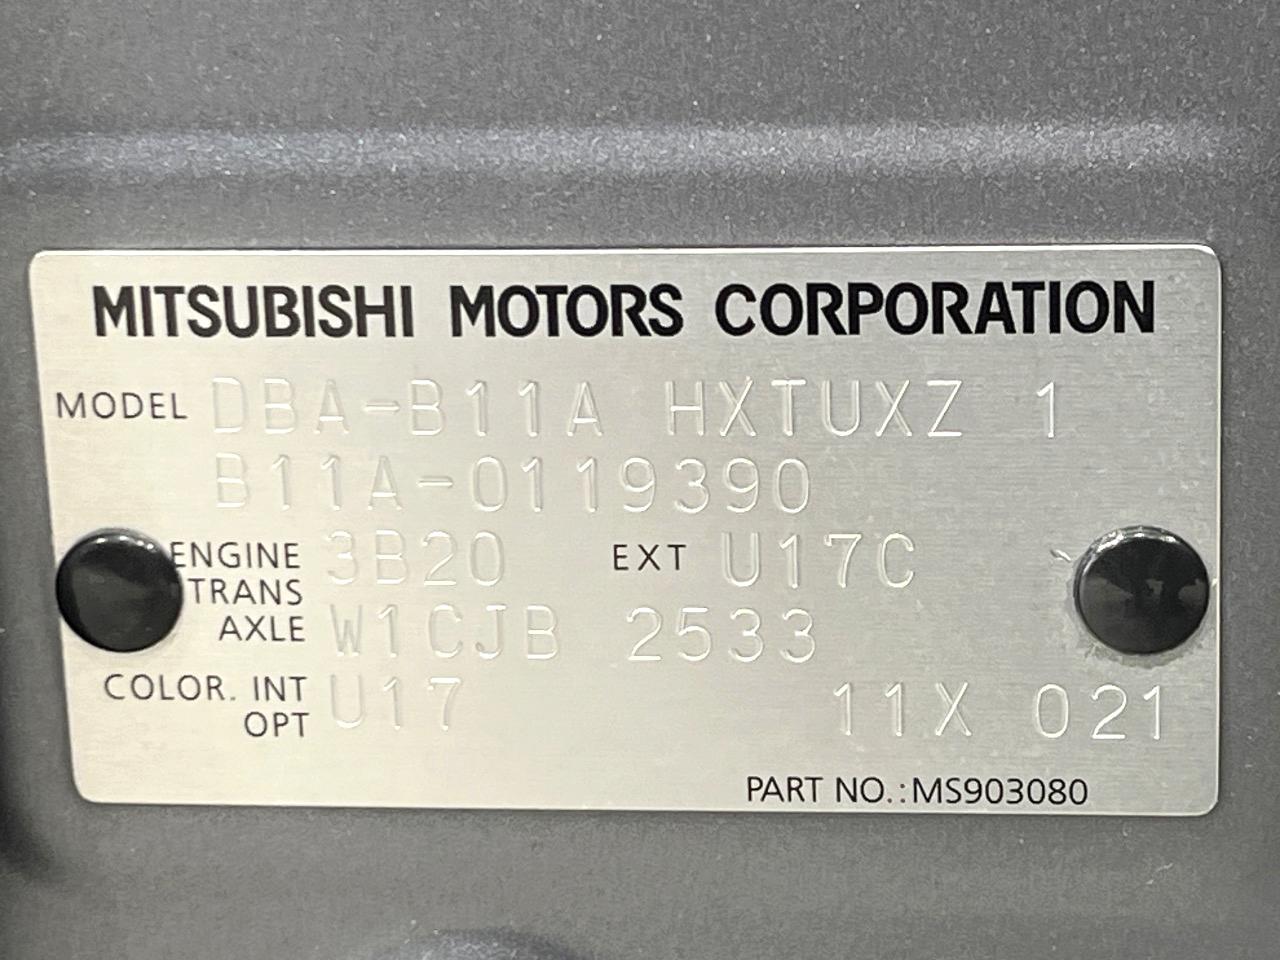 MITSUBISHI MOTORS CORPORATION
MODEL DBA-B11A HXTUXZ 1
B11A-0119390
ENGINE 3B20 EXT U17C
TRANS
AXLE W1CJB 2533
COLOR. INT U17 11X 021
OPT
PART NO.:MS903080